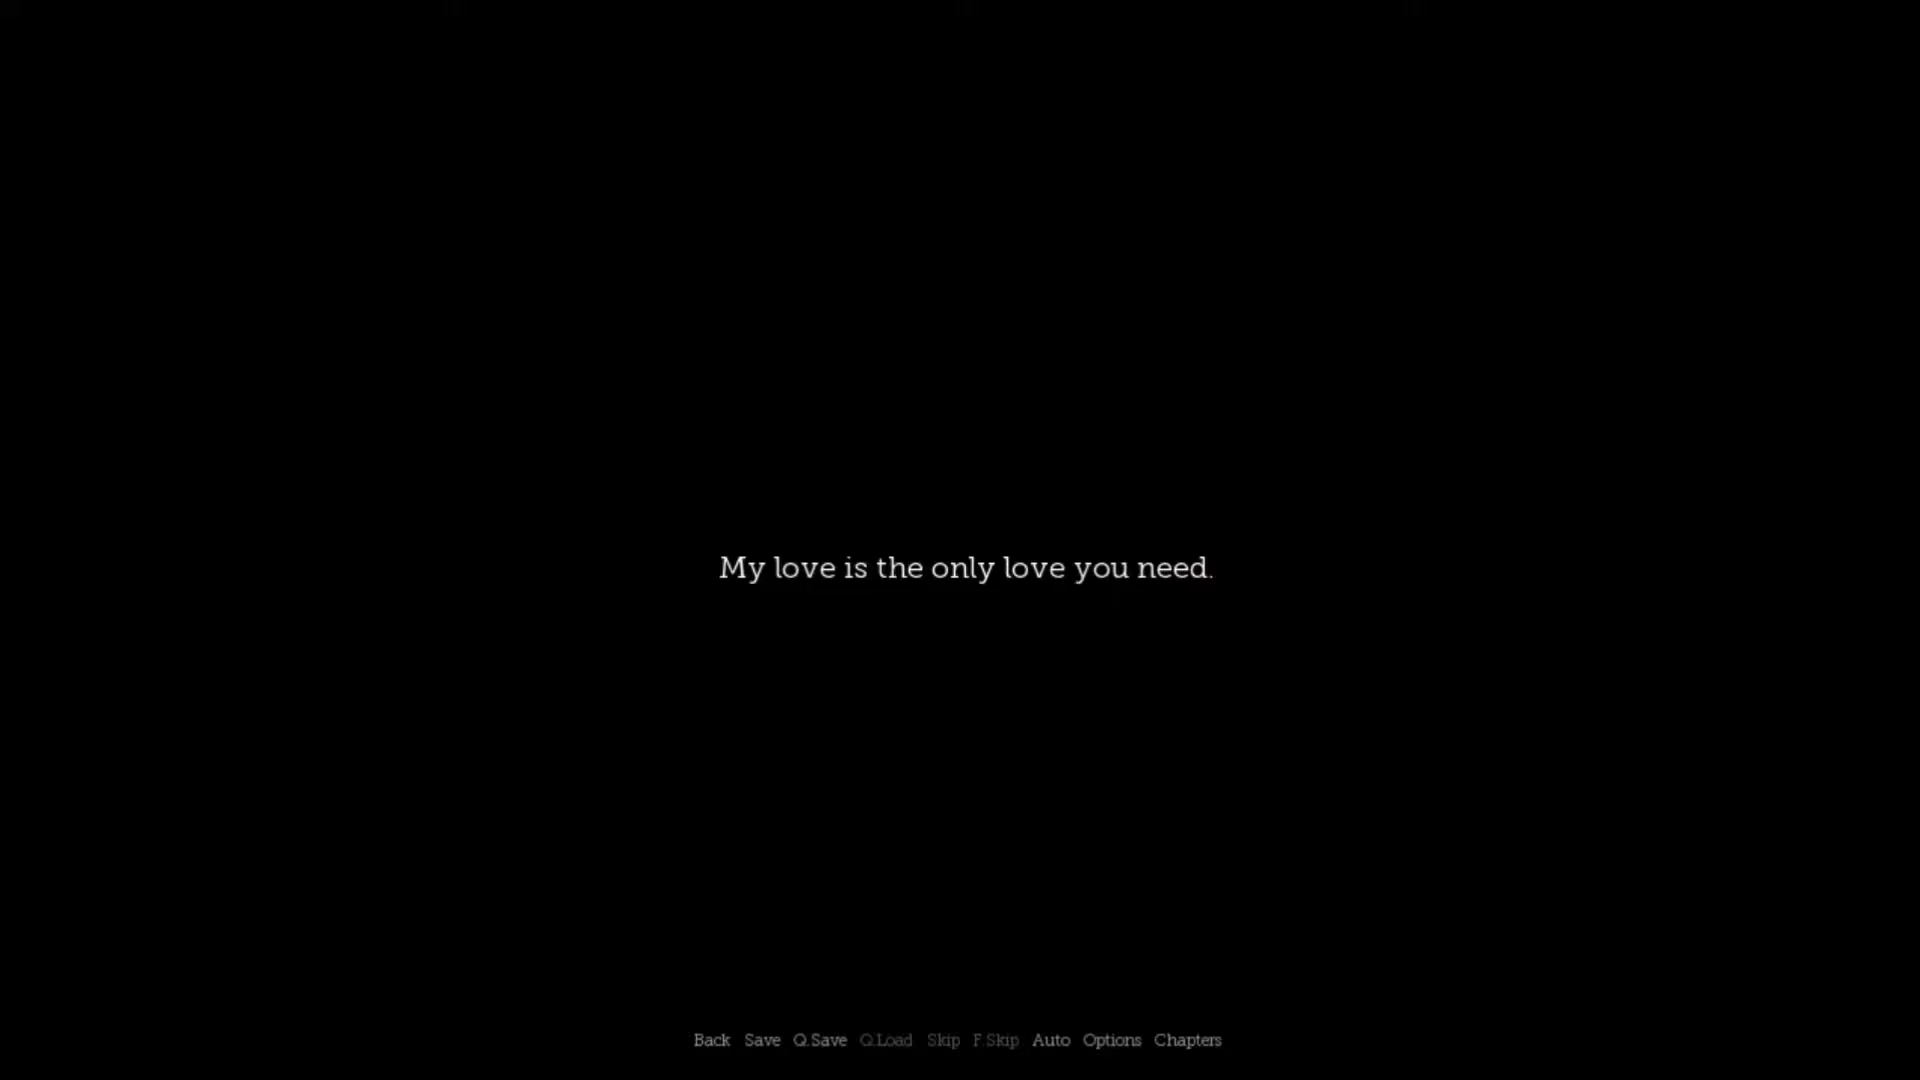 My love is the only love you need.
Back Save Q.Save Q.Load Skip F.Skip Auto Options Chapters